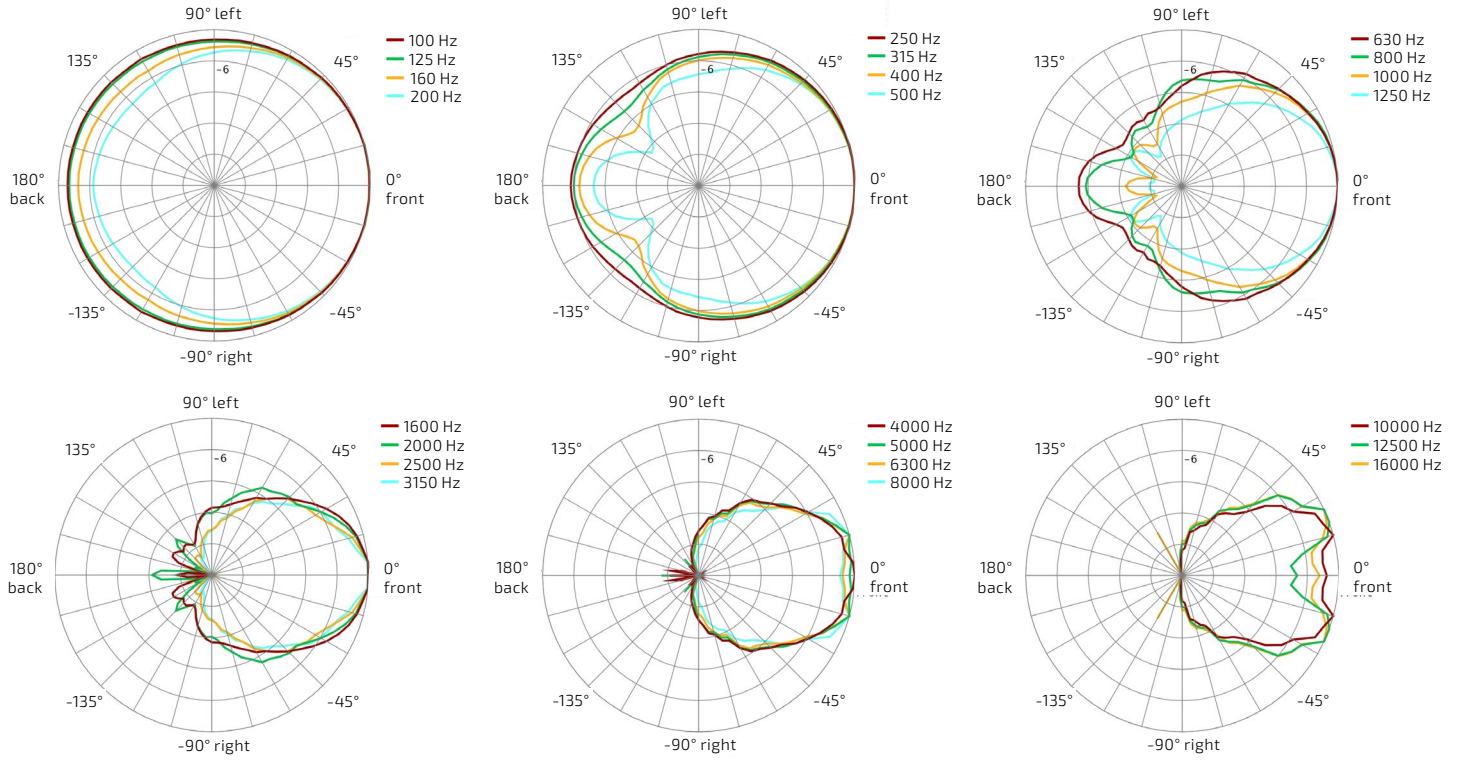 90° left
135°
45°
-6
180°
back
0°
front
-135°
-45°
-90° right
100 Hz
125 Hz
160 Hz
200 Hz
90° left
135°
45°
-6
180°
back
0°
front
-135°
-45°
-90° right
250 Hz
315 Hz
400 Hz
500 Hz
90° left
135°
45°
-6
180°
back
0°
front
-135°
-45°
-90° right
630 Hz
800 Hz
1000 Hz
1250 Hz
90° left
135°
45°
-6
180°
back
0°
front
-135°
-45°
-90° right
1600 Hz
2000 Hz
2500 Hz
3150 Hz
90° left
135°
45°
-6
180°
back
0°
front
-135°
-45°
-90° right
4000 Hz
5000 Hz
6300 Hz
8000 Hz
90° left
135°
45°
-6
180°
back
0°
front
-135°
-45°
-90° right
10000 Hz
12500 Hz
16000 Hz